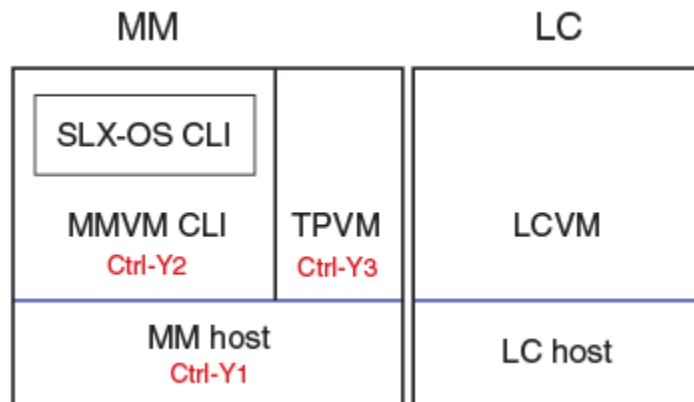 MM
LC
SLX-OS CLI
MMVM CLI
Ctrl-Y2
TPVM
Ctrl-Y3
LCVM
MM host
Ctrl-Y1
LC host